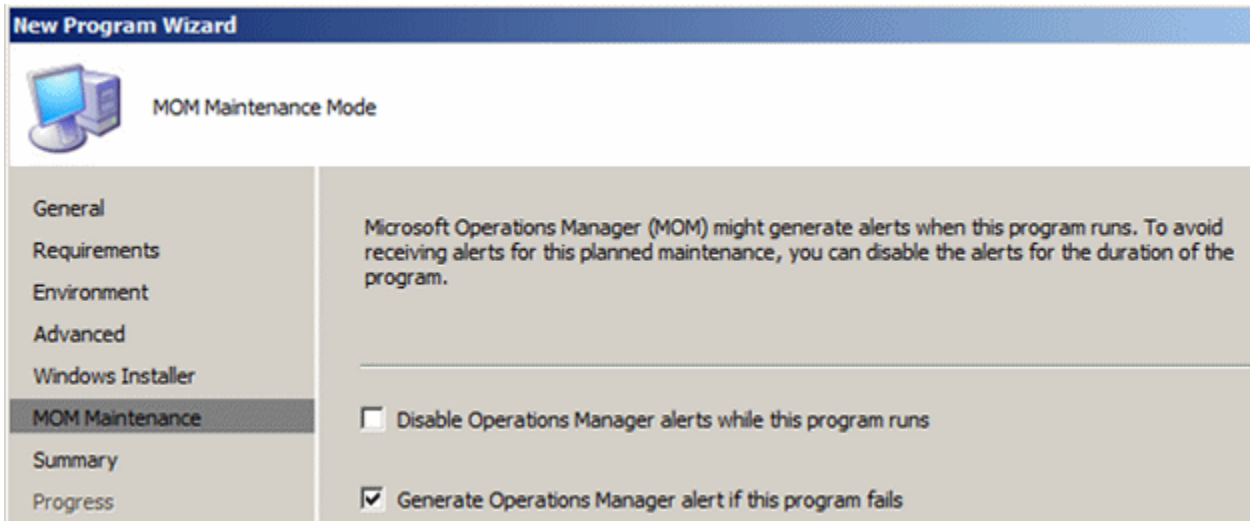 New Program Wizard
MOM Maintenance Mode
General
Requirements
Environment
Advanced
Windows Installer
MOM Maintenance
Summary
Progress
Microsoft Operations Manager (MOM) might generate alerts when this program runs. To avoid
receiving alerts for this planned maintenance, you can disable the alerts for the duration of the
program.
Disable Operations Manager alerts while this program runs
Generate Operations Manager alert if this program fails